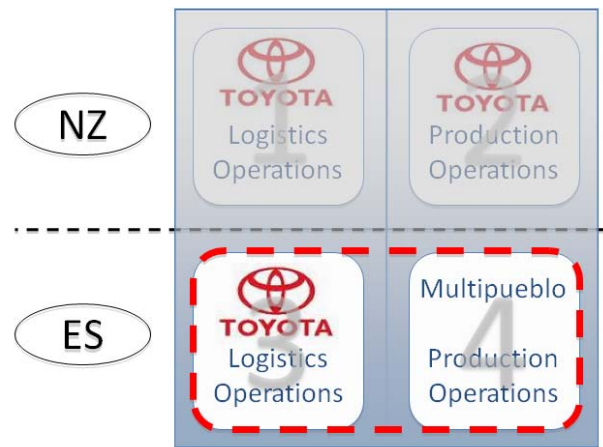 NZ
TOYOTA
Logistics
Operations
1
TOYOTA
Production
Operations
2
ES
TOYOTA
Logistics
Operations
3
Multipueblo
Production
Operations
4